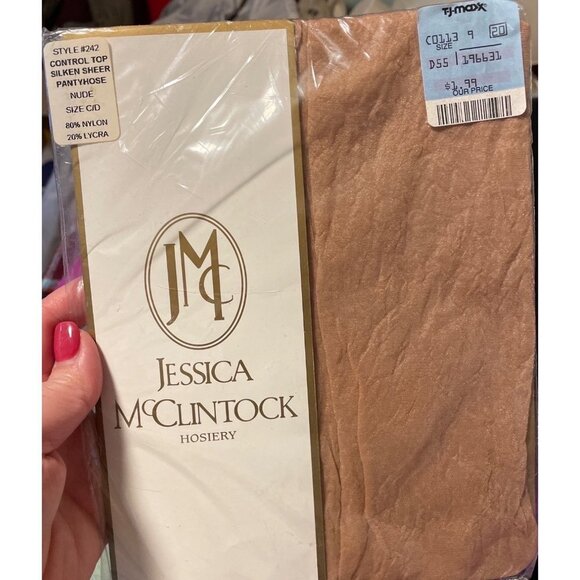 STYLE #242
CONTROL TOP
SILKEN SHEER
PANTYHOSE
NUDE
SIZE C/D
80% NYLON
20% LYCRA
T·J·maxx
C0113 9 20
SIZE
D55 196631
$1.99
OUR PRICE
JMC
JESSICA
McCLINTOCK
HOSIERY